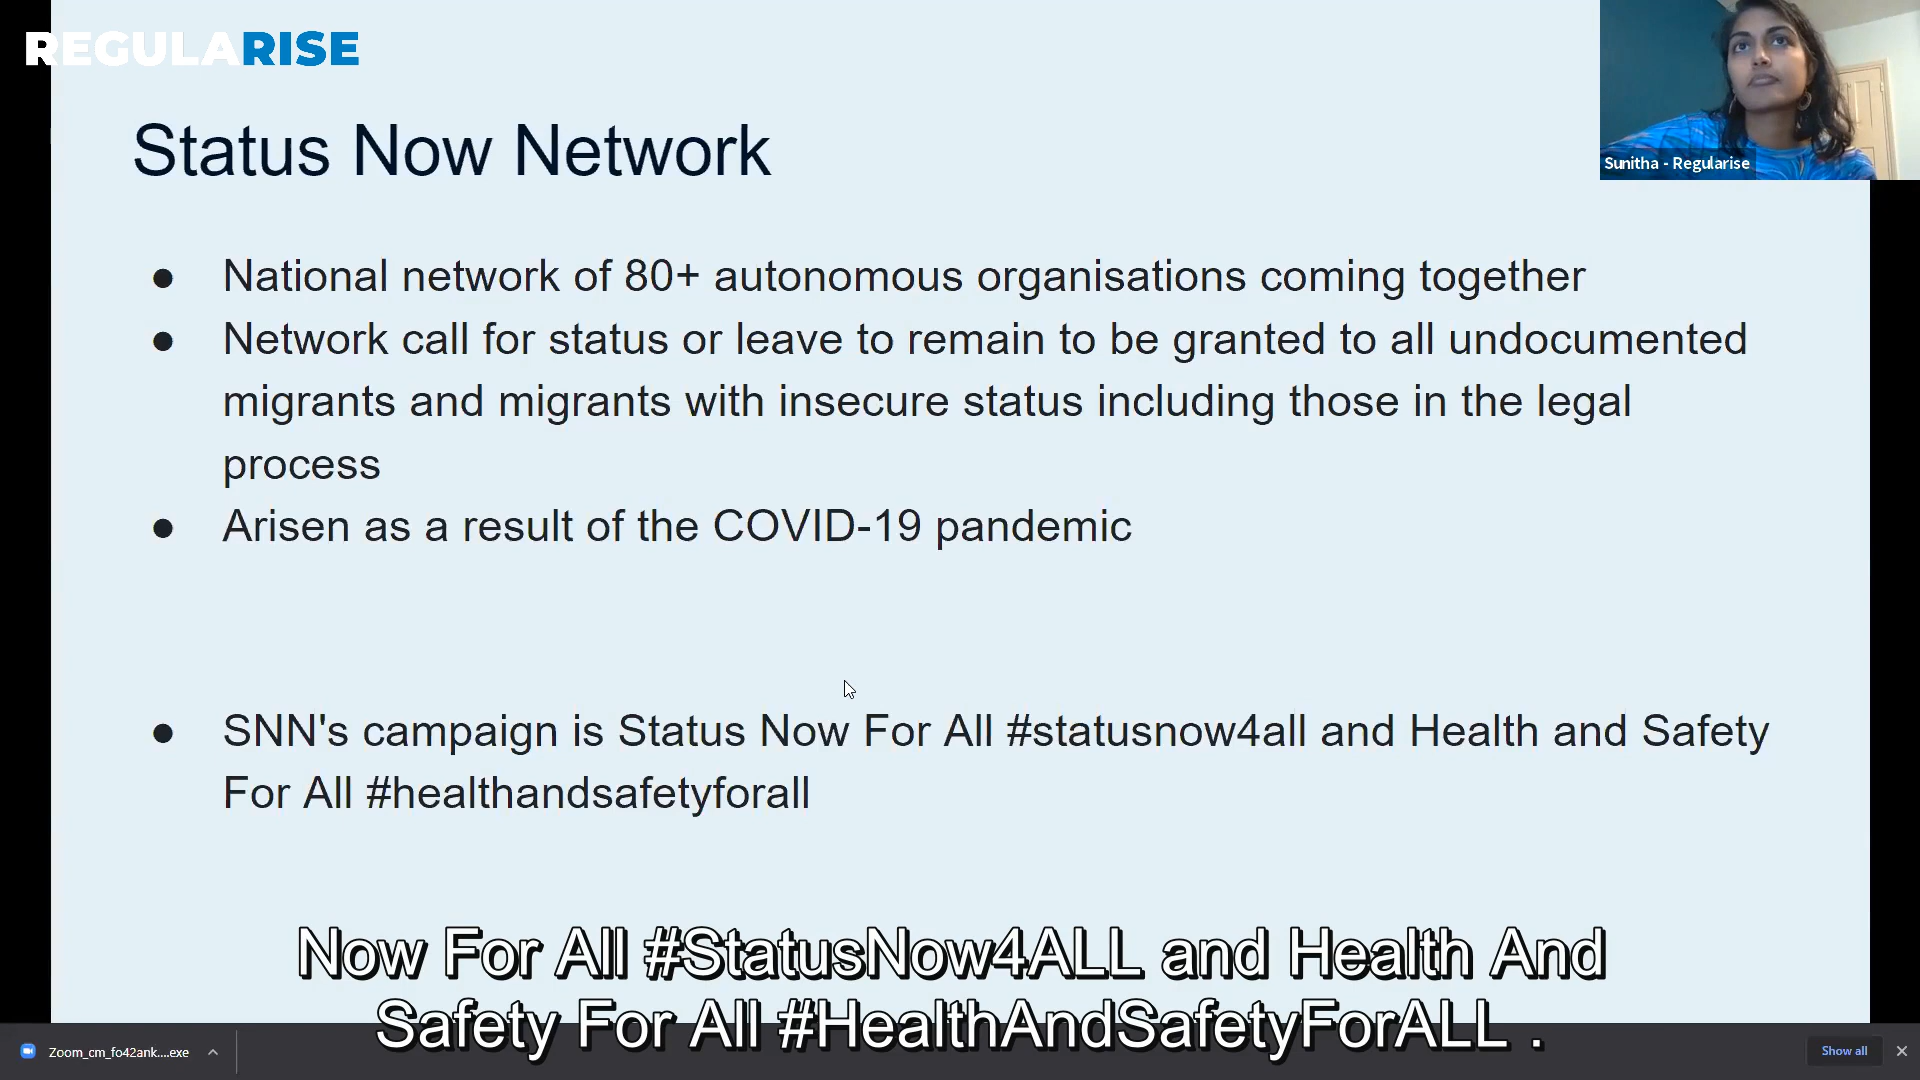 REGULARISE
Sunitha - Regularise
Status Now Network
● National network of 80+ autonomous organisations coming together
● Network call for status or leave to remain to be granted to all undocumented
migrants and migrants with insecure status including those in the legal
process
● Arisen as a result of the COVID-19 pandemic
● SNN's campaign is Status Now For All #statusnow4all and Health and Safety
For All #healthandsafetyforall
Now For All #StatusNow4ALL and Health And
Safety For All #HealthAndSafetyForALL .
Zoom_cm_fo42ank....exe
Show all